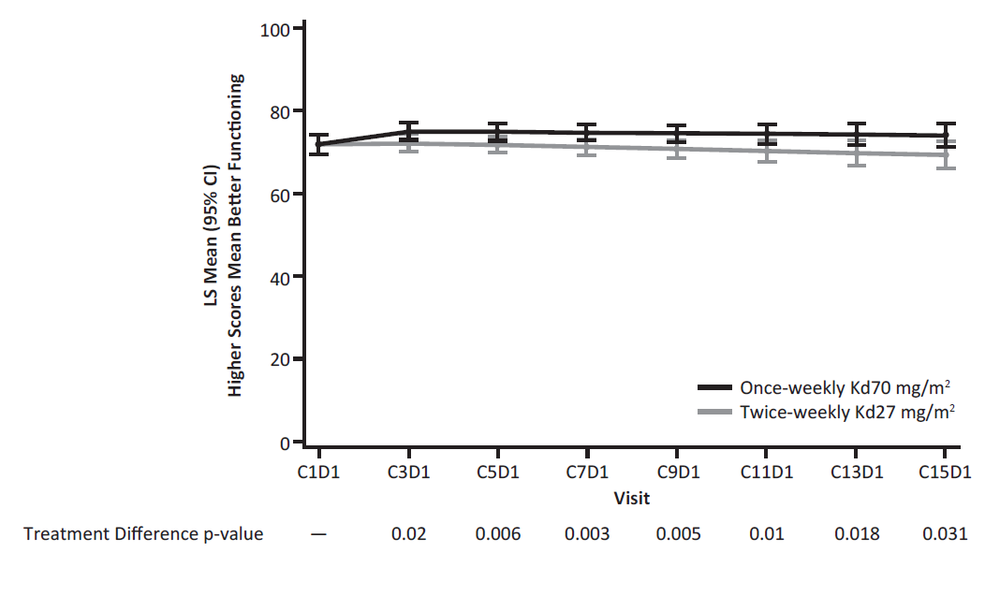 100
80
60
40
20
0
LS Mean (95% CI)
Higher Scores Mean Better Functioning
Once-weekly Kd70 mg/m²
Twice-weekly Kd27 mg/m²
C1D1 C3D1 C5D1 C7D1 C9D1 C11D1 C13D1 C15D1
Visit
Treatment Difference p-value — 0.02 0.006 0.003 0.005 0.01 0.018 0.031